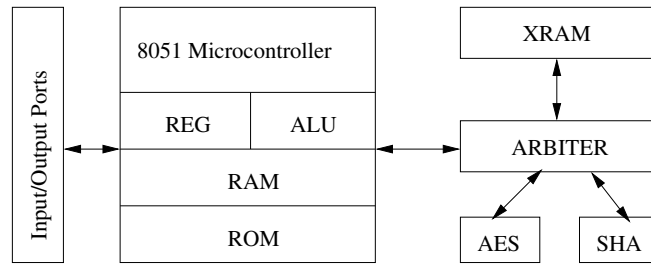 Input/Output Ports
8051 Microcontroller
REG
ALU
RAM
ROM
XRAM
ARBITER
AES
SHA